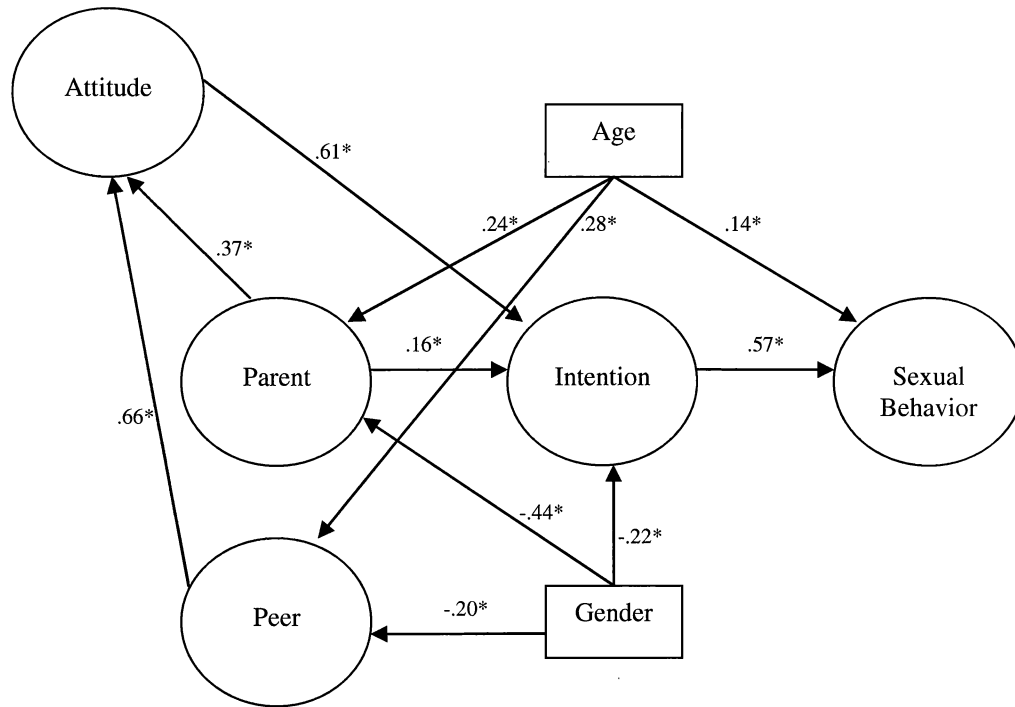 Attitude
Age
.61*
.24*
.28*
.14*
.37*
.16*
.57*
Parent
Intention
Sexual
Behavior
.66*
-.44*
-.22*
-.20*
Gender
Peer